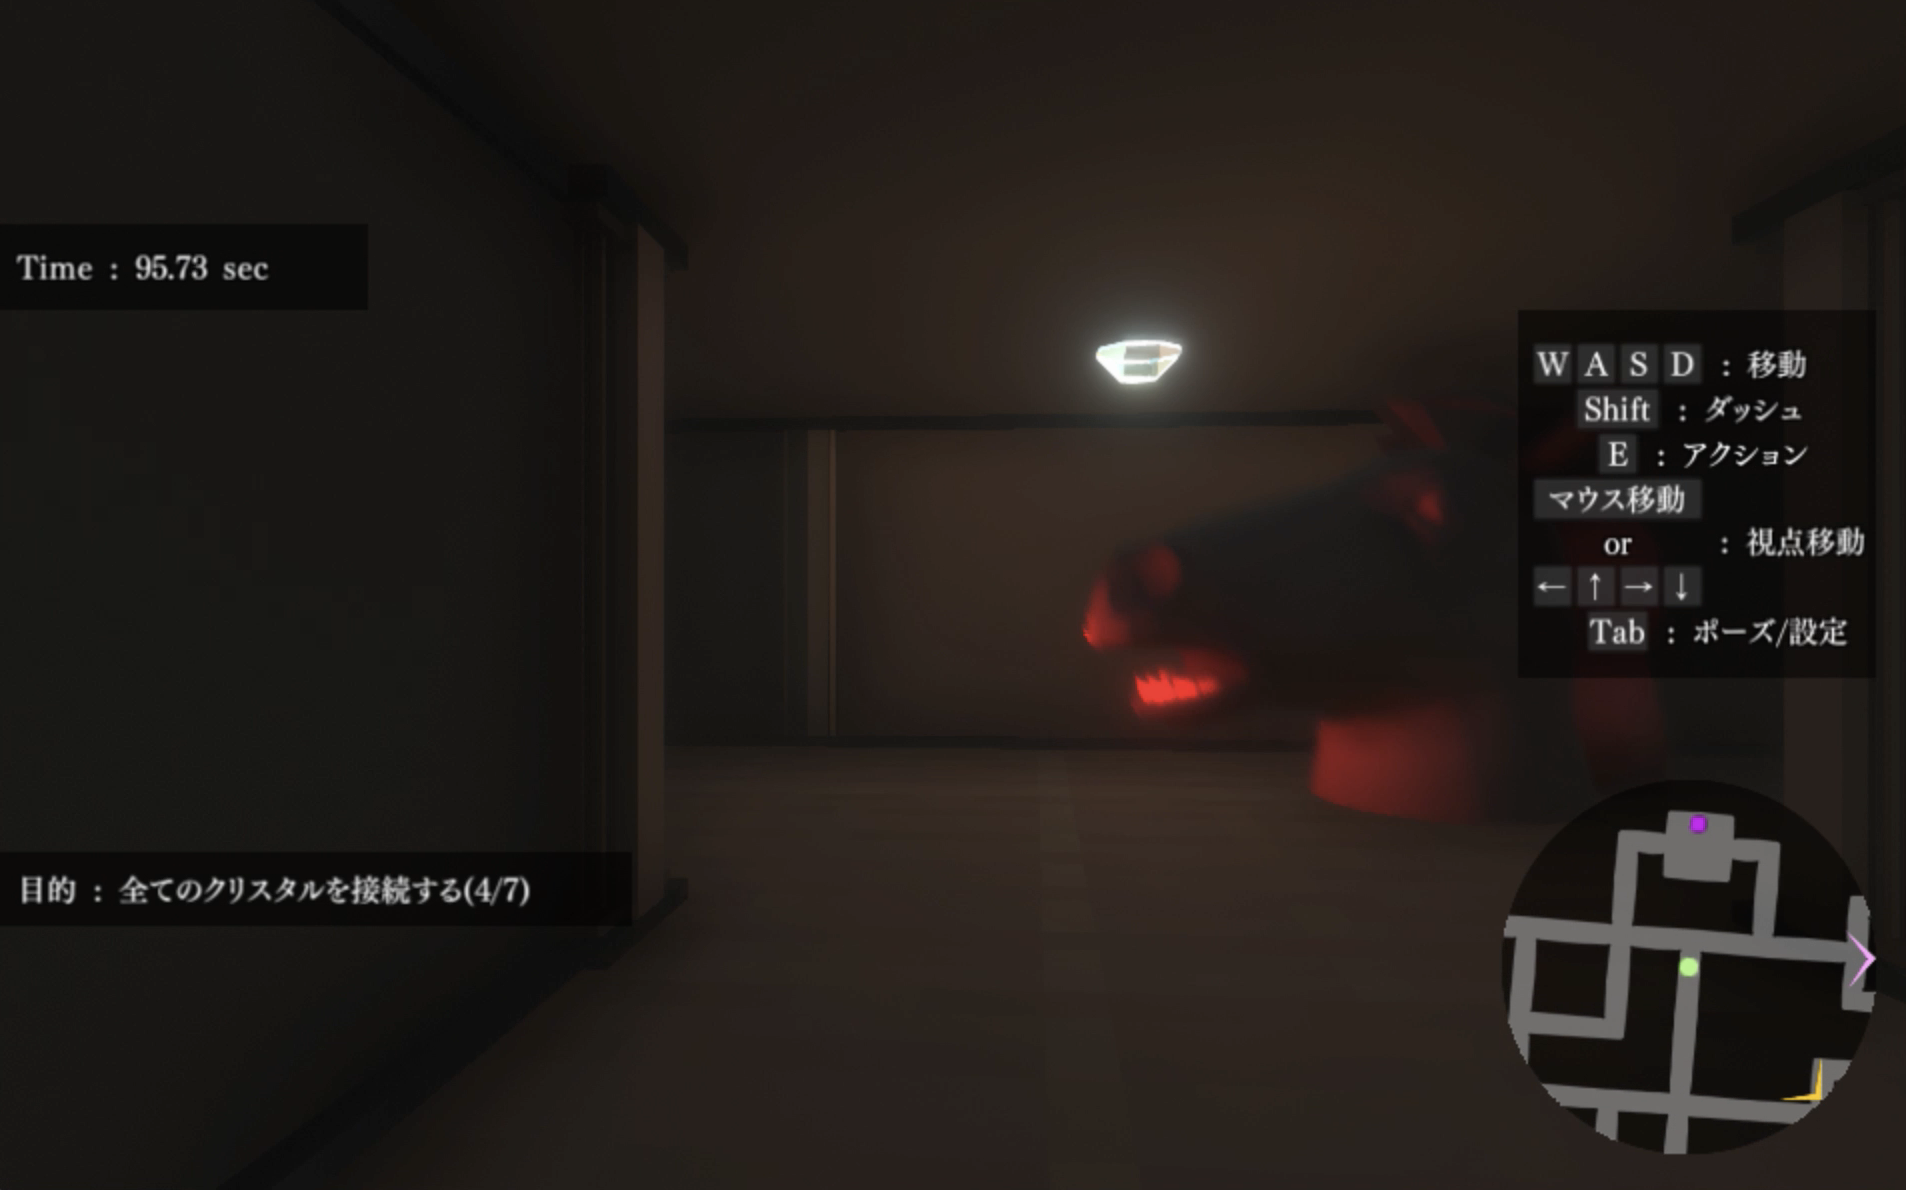 Time : 95.73 sec
W A S D : 移動
Shift : ダッシュ
E : アクション
マウス移動
or : 視点移動
← ↑ → ↓
Tab : ポーズ/設定
目的 : 全てのクリスタルを接続する(4/7)